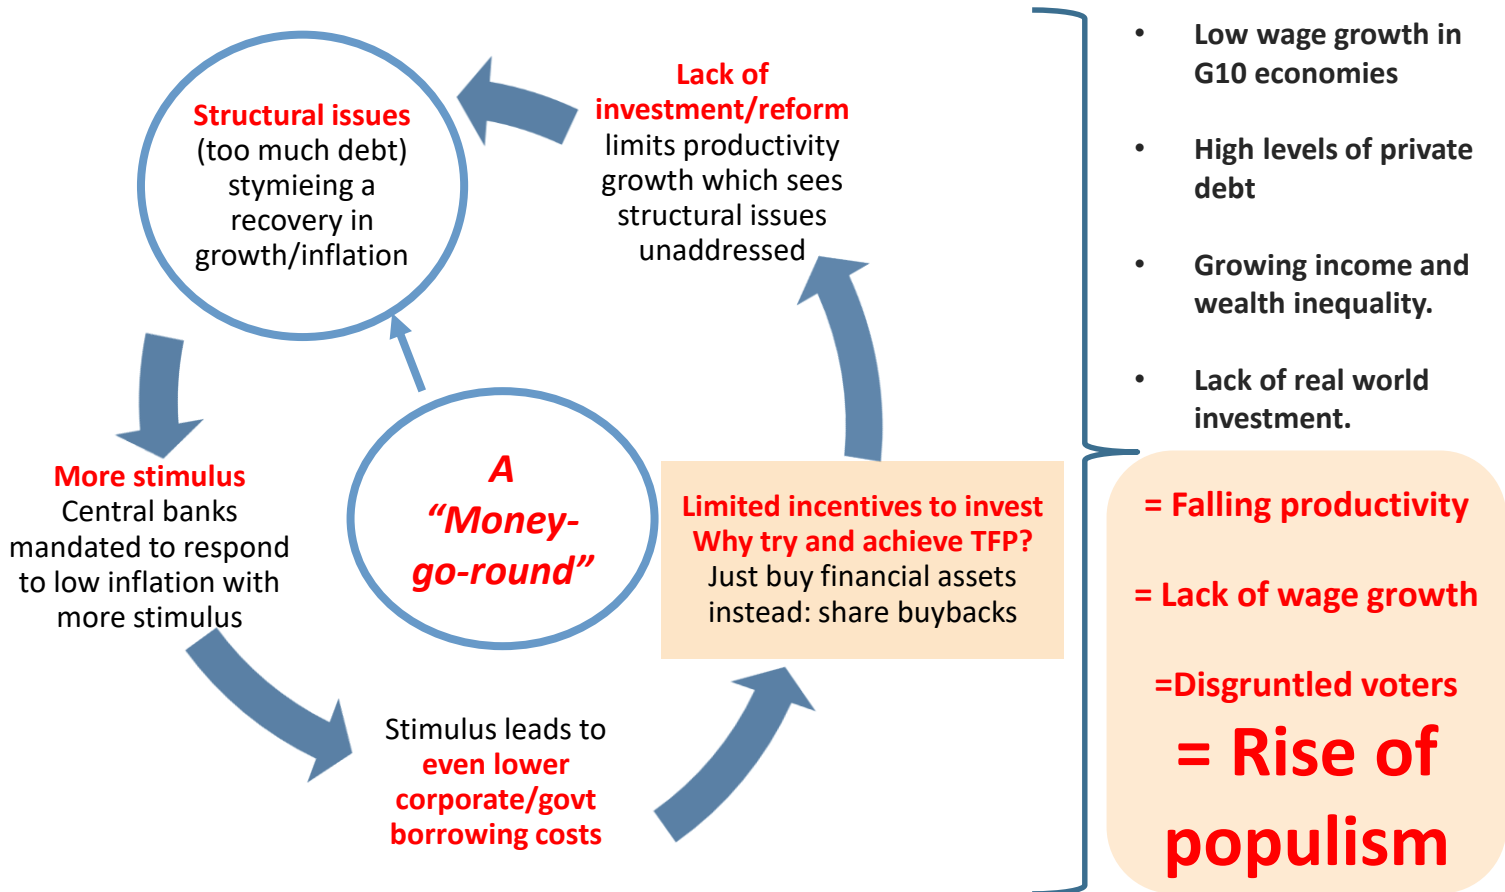 Structural issues
(too much debt)
stymieing a
recovery in
growth/inflation
More stimulus
Central banks
mandated to respond
to low inflation with
more stimulus
Stimulus leads to
even lower
corporate/govt
borrowing costs
Limited incentives to invest
Why try and achieve TFP?
Just buy financial assets
instead: share buybacks
Lack of
investment/reform
limits productivity
growth which sees
structural issues
unaddressed
A
“Money-
go-round”
• Low wage growth in
G10 economies
• High levels of private
debt
• Growing income and
wealth inequality.
• Lack of real world
investment.
= Falling productivity
= Lack of wage growth
=Disgruntled voters
= Rise of
populism